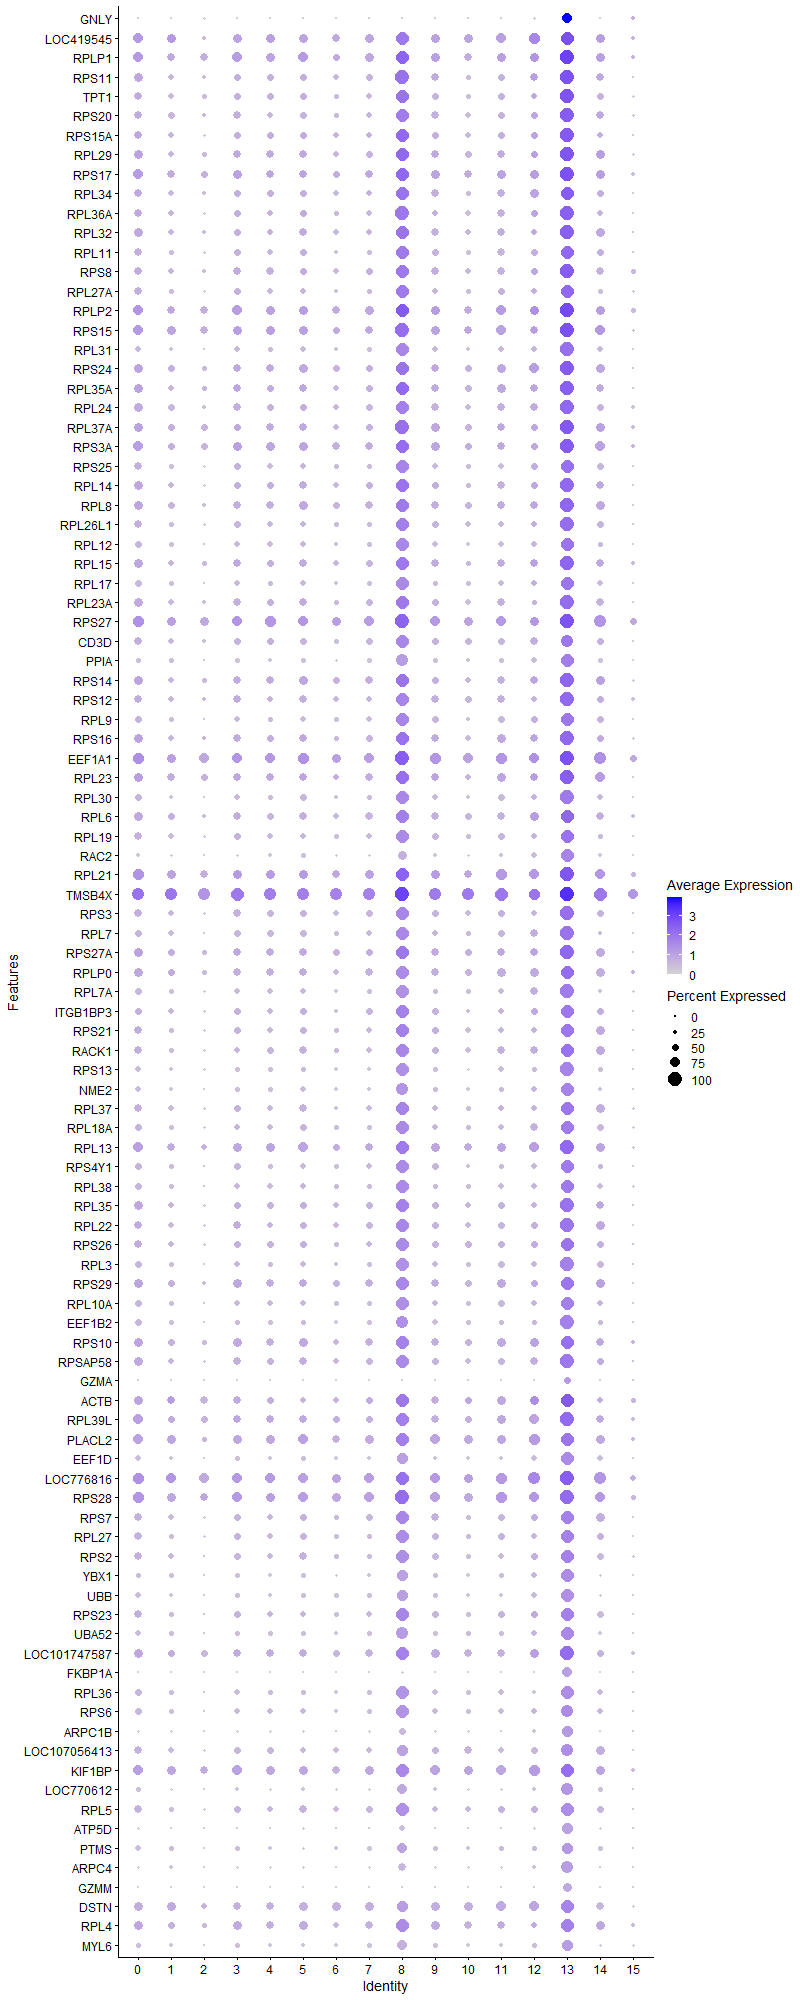 GNLY
LOC419545
RPLP1
RPS11
TPT1
RPS20
RPS15A
RPL29
RPS17
RPL34
RPL36A
RPL32
RPL11
RPS8
RPL27A
RPLP2
RPS15
RPL31
RPS24
RPL35A
RPL24
RPL37A
RPS3A
RPS25
RPL14
RPL8
RPL26L1
RPL12
RPL15
RPL17
RPL23A
RPS27
CD3D
PPIA
RPS14
RPS12
RPL9
RPS16
EEF1A1
RPL23
RPL30
RPL6
RPL19
RAC2
RPL21
TMSB4X
RPS3
RPL7
RPS27A
RPLP0
RPL7A
ITGB1BP3
RPS21
RACK1
RPS13
NME2
RPL37
RPL18A
RPL13
RPS4Y1
RPL38
RPL35
RPL22
RPS26
RPL3
RPS29
RPL10A
EEF1B2
RPS10
RPSAP58
GZMA
ACTB
RPL39L
PLACL2
EEF1D
LOC776816
RPS28
RPS7
RPL27
RPS2
YBX1
UBB
RPS23
UBA52
LOC101747587
FKBP1A
RPL36
RPS6
ARPC1B
LOC107056413
KIF1BP
LOC770612
RPL5
ATP5D
PTMS
ARPC4
GZMM
DSTN
RPL4
MYL6
Features
0 1 2 3 4 5 6 7 8 9 10 11 12 13 14 15
Identity
Average Expression
3
2
1
0
Percent Expressed
0
25
50
75
100